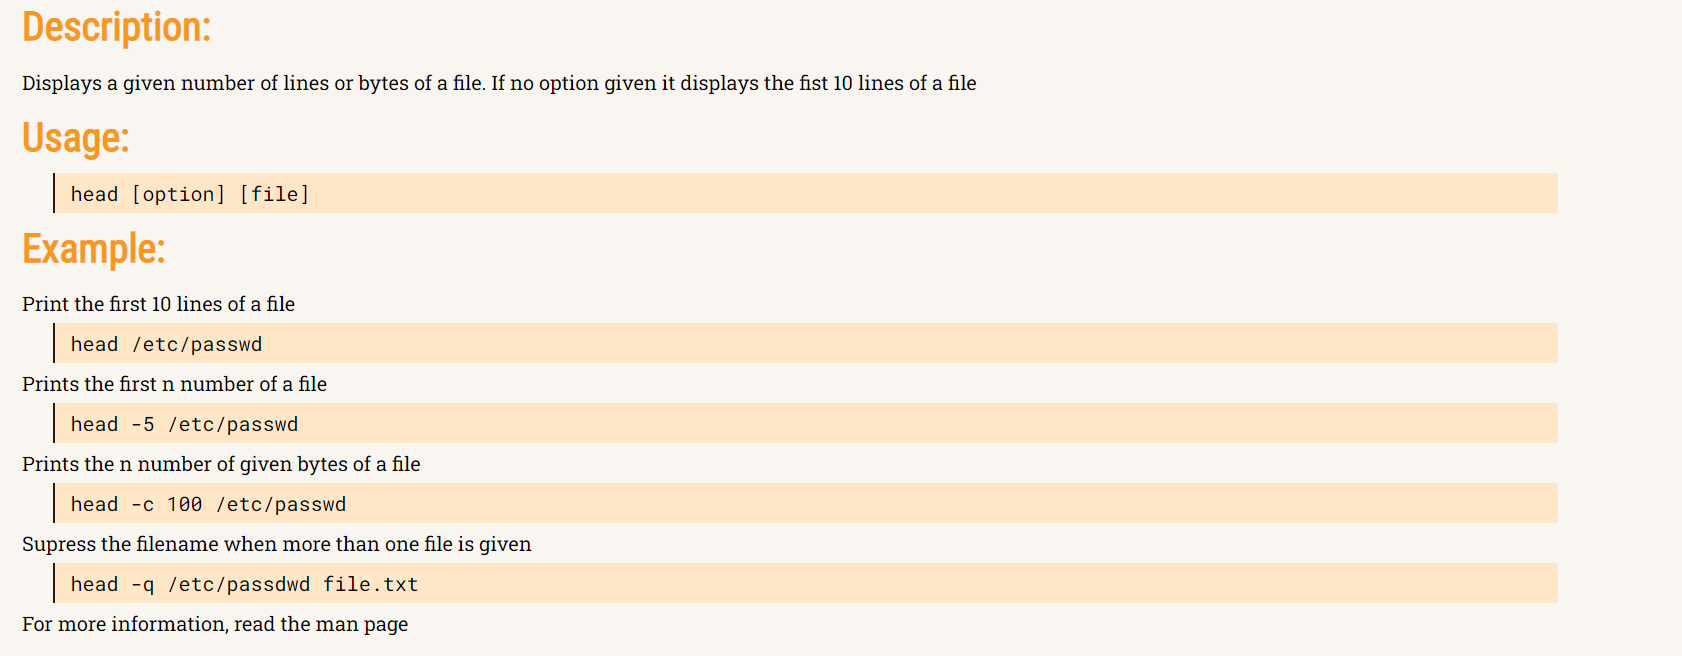 Description:
Displays a given number of lines or bytes of a file. If no option given it displays the fist 10 lines of a file
Usage:
head [option] [file]
Example:
Print the first 10 lines of a file
head /etc/passwd
Prints the first n number of a file
head -5 /etc/passwd
Prints the n number of given bytes of a file
head -c 100 /etc/passwd
Supress the filename when more than one file is given
head -q /etc/passdwd file.txt
For more information, read the man page